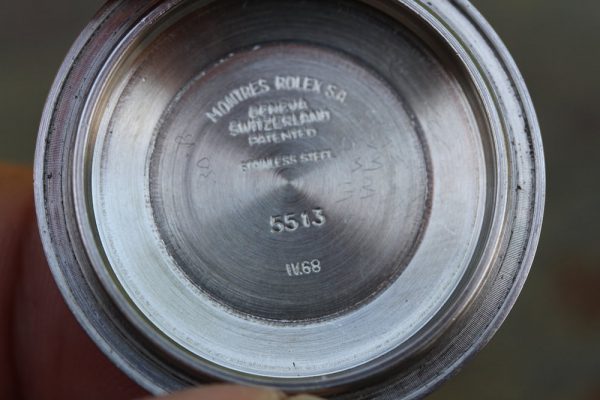 MONTRES ROLEX S.A.
GENEVA
SWITZERLAND
PATENTED
STAINLESS STEEL
5513
IV.68